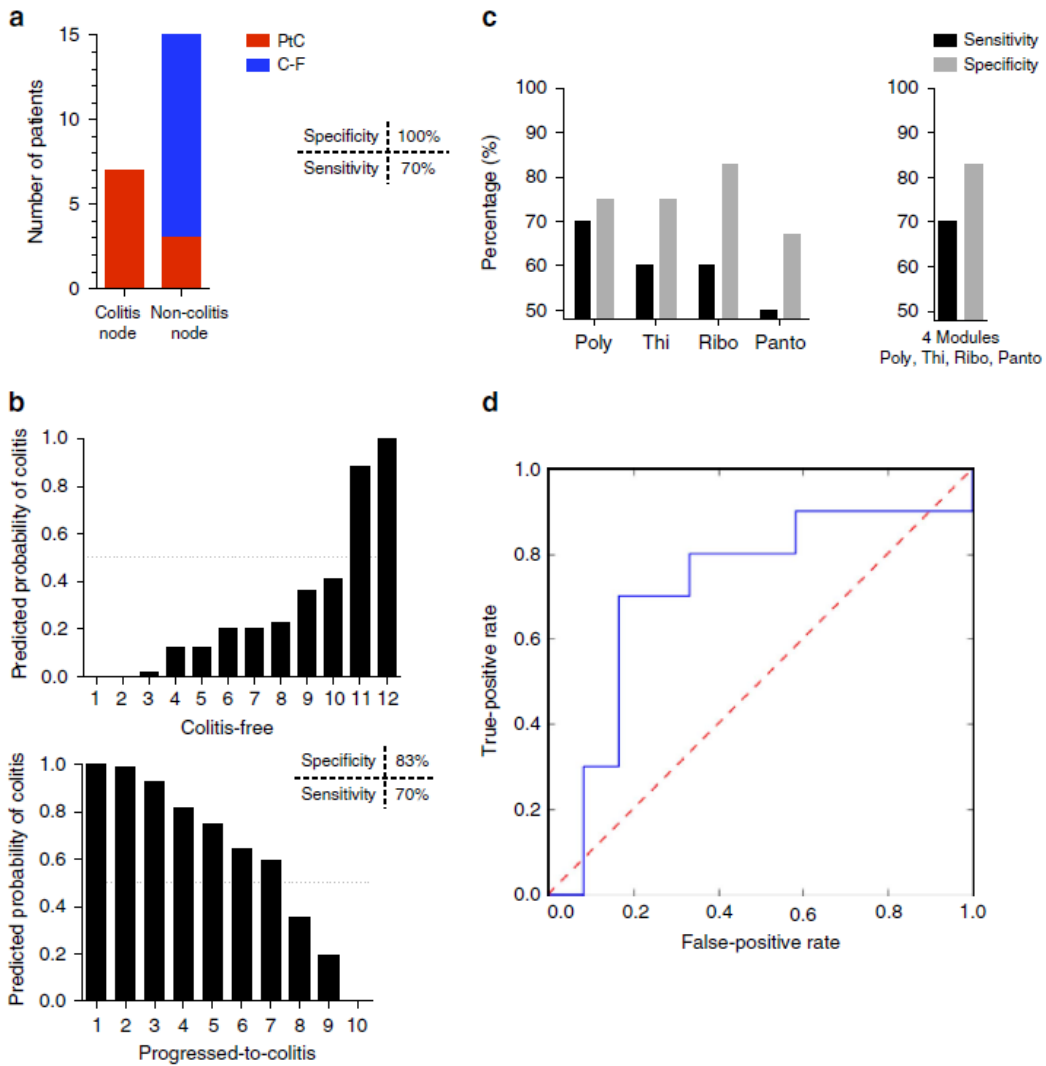 a
15
10
5
0
Number of patients
Colitis node
Non-colitis node
PtC
C-F
Specificity 100%
Sensitivity 70%
c
Sensitivity
Specificity
100
90
80
70
60
50
Percentage (%)
Poly Thi Ribo Panto
100
90
80
70
60
50
4 Modules
Poly, Thi, Ribo, Panto
b
1.0
0.8
0.6
0.4
0.2
0.0
Predicted probability of colitis
1 2 3 4 5 6 7 8 9 10 11 12
Colitis-free
Specificity 83%
Sensitivity 70%
1.0
0.8
0.6
0.4
0.2
0.0
Predicted probability of colitis
1 2 3 4 5 6 7 8 9 10
Progressed-to-colitis
d
1.0
0.8
0.6
0.4
0.2
0.0
True-positive rate
0.0 0.2 0.4 0.6 0.8 1.0
False-positive rate